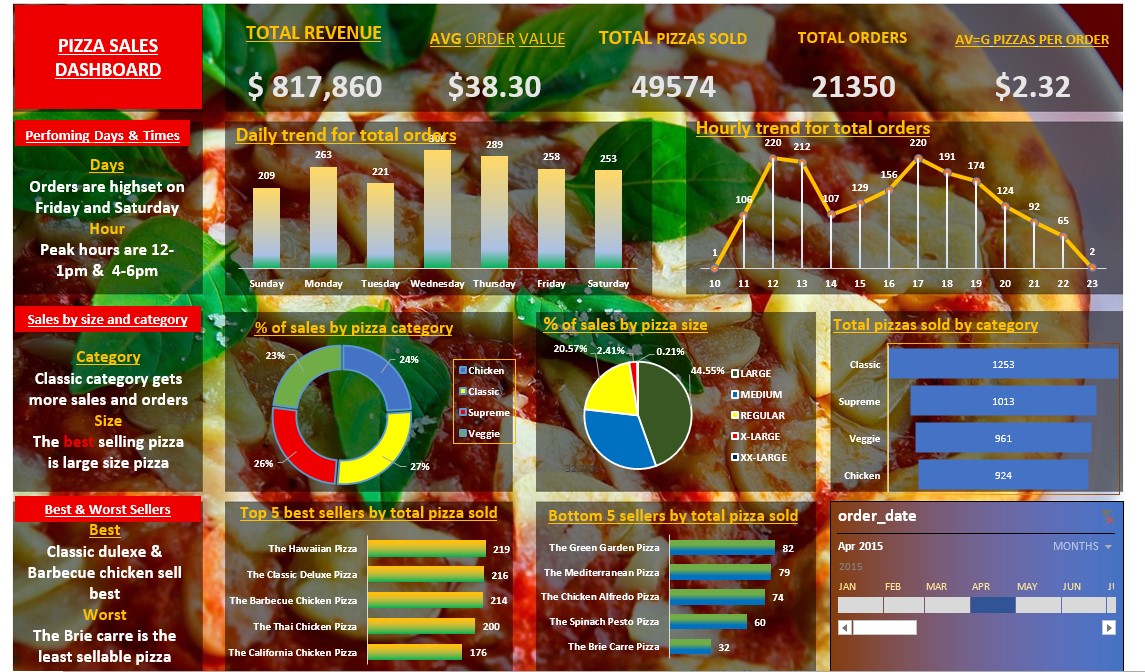 PIZZA SALES
DASHBOARD
TOTAL REVENUE
$ 817,860
AVG ORDER VALUE
$38.30
TOTAL PIZZAS SOLD
49574
TOTAL ORDERS
21350
AV=G PIZZAS PER ORDER
$2.32
Perfoming Days & Times
Days
Orders are highset on
Friday and Saturday
Hour
Peak hours are 12-
1pm & 4-6pm
Daily trend for total orders
209
263
221
289
258
253
Sunday
Monday
Tuesday
Wednesday
Thursday
Friday
Saturday
Hourly trend for total orders
1
106
220
212
107
129
156
220
191
174
124
92
65
2
10
11
12
13
14
15
16
17
18
19
20
21
22
23
Sales by size and category
Category
Classic category gets
more sales and orders
Size
The best selling pizza
is large size pizza
% of sales by pizza category
23%
24%
26%
27%
Chicken
Classic
Supreme
Veggie
% of sales by pizza size
20.57%
2.41%
0.21%
44.55%
LARGE
MEDIUM
REGULAR
X-LARGE
XX-LARGE
Total pizzas sold by category
Classic
1253
Supreme
1013
Veggie
961
Chicken
924
Best & Worst Sellers
Best
Classic dulexe &
Barbecue chicken sell
best
Worst
The Brie carre is the
least sellable pizza
Top 5 best sellers by total pizza sold
The Hawaiian Pizza
219
The Classic Deluxe Pizza
216
The Barbecue Chicken Pizza
214
The Thai Chicken Pizza
200
The California Chicken Pizza
176
Bottom 5 sellers by total pizza sold
The Green Garden Pizza
82
The Mediterranean Pizza
79
The Chicken Alfredo Pizza
74
The Spinach Pesto Pizza
60
The Brie Carre Pizza
32
order_date
Apr 2015
MONTHS
2015
JAN
FEB
MAR
APR
MAY
JUN